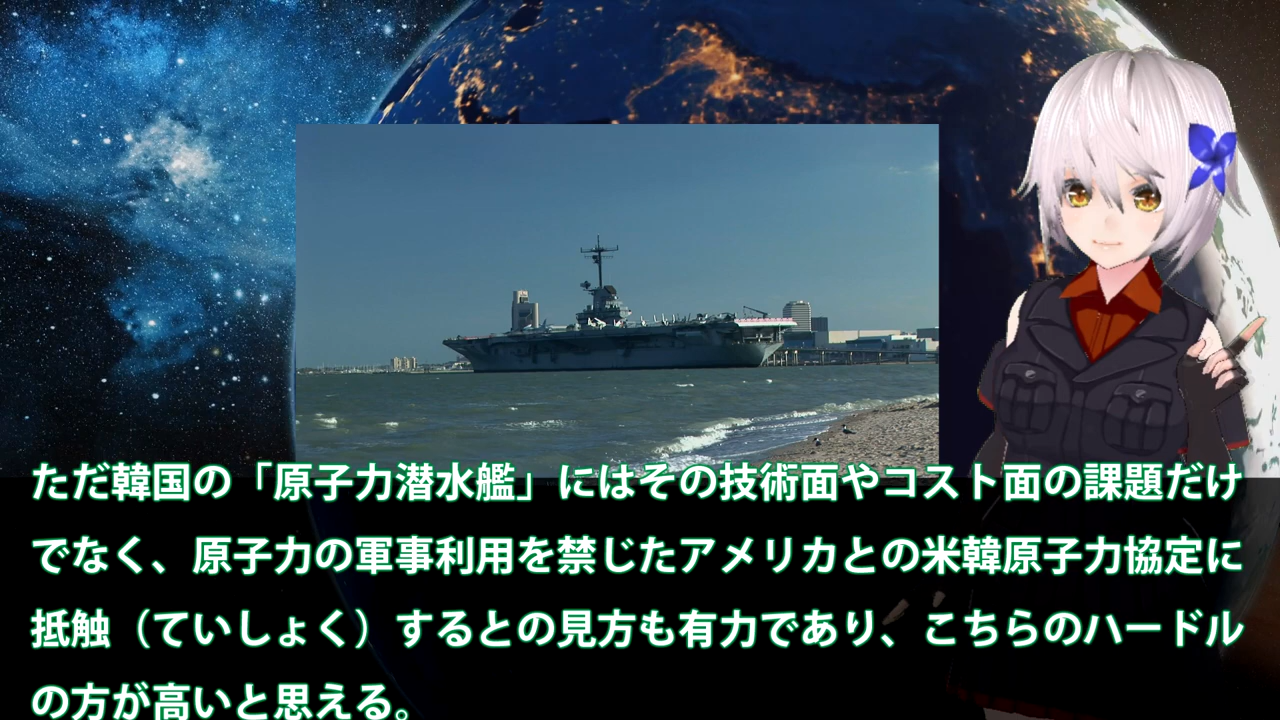 ただ韓国の「原子力潜水艦」にはその技術面やコスト面の課題だけ
でなく、原子力の軍事利用を禁じたアメリカとの米韓原子力協定に
抵触（ていしょく）するとの見方も有力であり、こちらのハードル
の方が高いと思える。